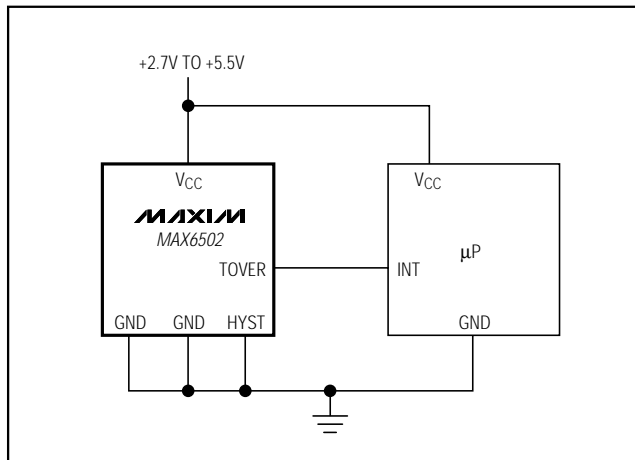 +2.7V TO +5.5V
VCC
MAXIM
MAX6502
TOVER
GND GND HYST
VCC
µP
INT
GND